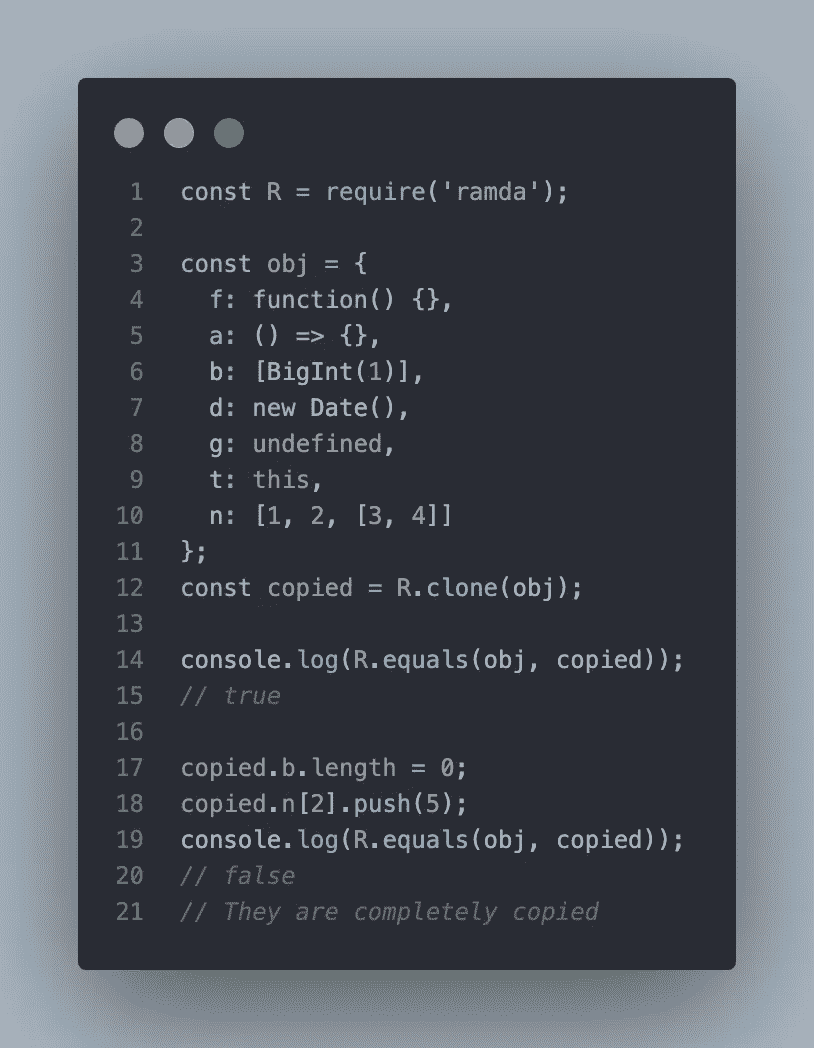 1 const R = require('ramda');
2
3 const obj = {
4   f: function() {},
5   a: () => {},
6   b: [BigInt(1)],
7   d: new Date(),
8   g: undefined,
9   t: this,
10   n: [1, 2, [3, 4]]
11 };
12 const copied = R.clone(obj);
13
14 console.log(R.equals(obj, copied));
15 // true
16
17 copied.b.length = 0;
18 copied.n[2].push(5);
19 console.log(R.equals(obj, copied));
20 // false
21 // They are completely copied